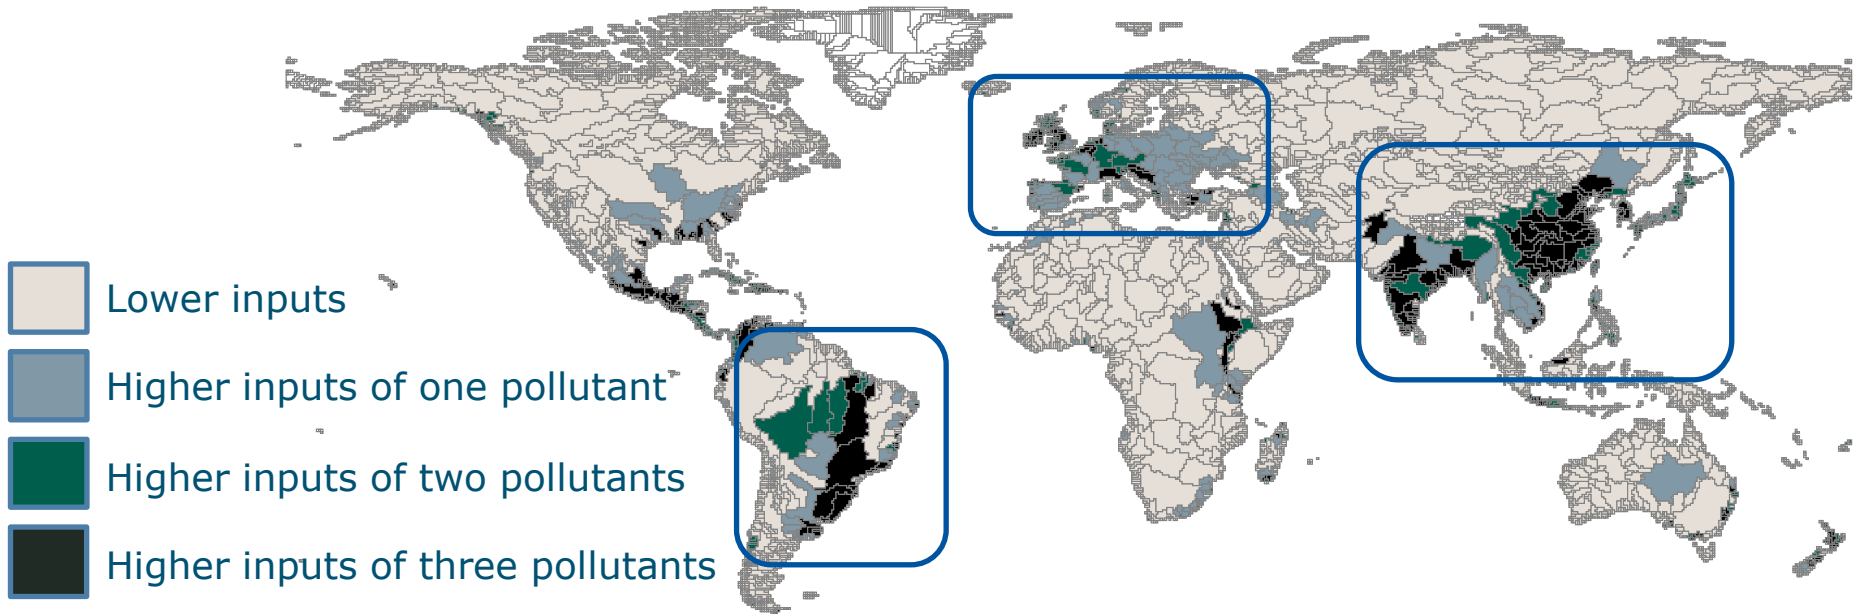 Lower inputs
Higher inputs of one pollutant
Higher inputs of two pollutants
Higher inputs of three pollutants